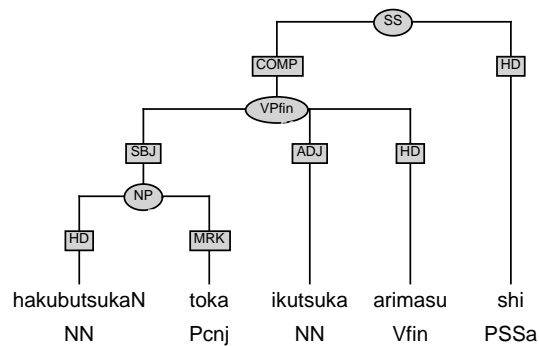 SS
COMP HD
VPfin
SBJ ADJ HD
NP
HD MRK
hakubutsukaN toka ikutsuka arimasu shi
NN Pcnj NN Vfin PSSa